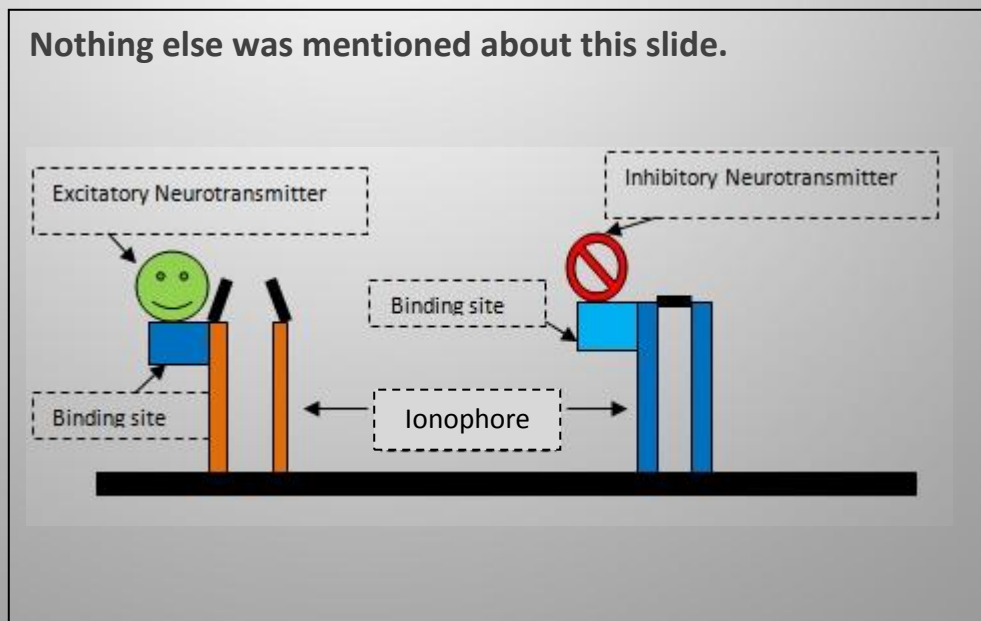 Nothing else was mentioned about this slide.
Excitatory Neurotransmitter
Inhibitory Neurotransmitter
Binding site
Binding site
Ionophore